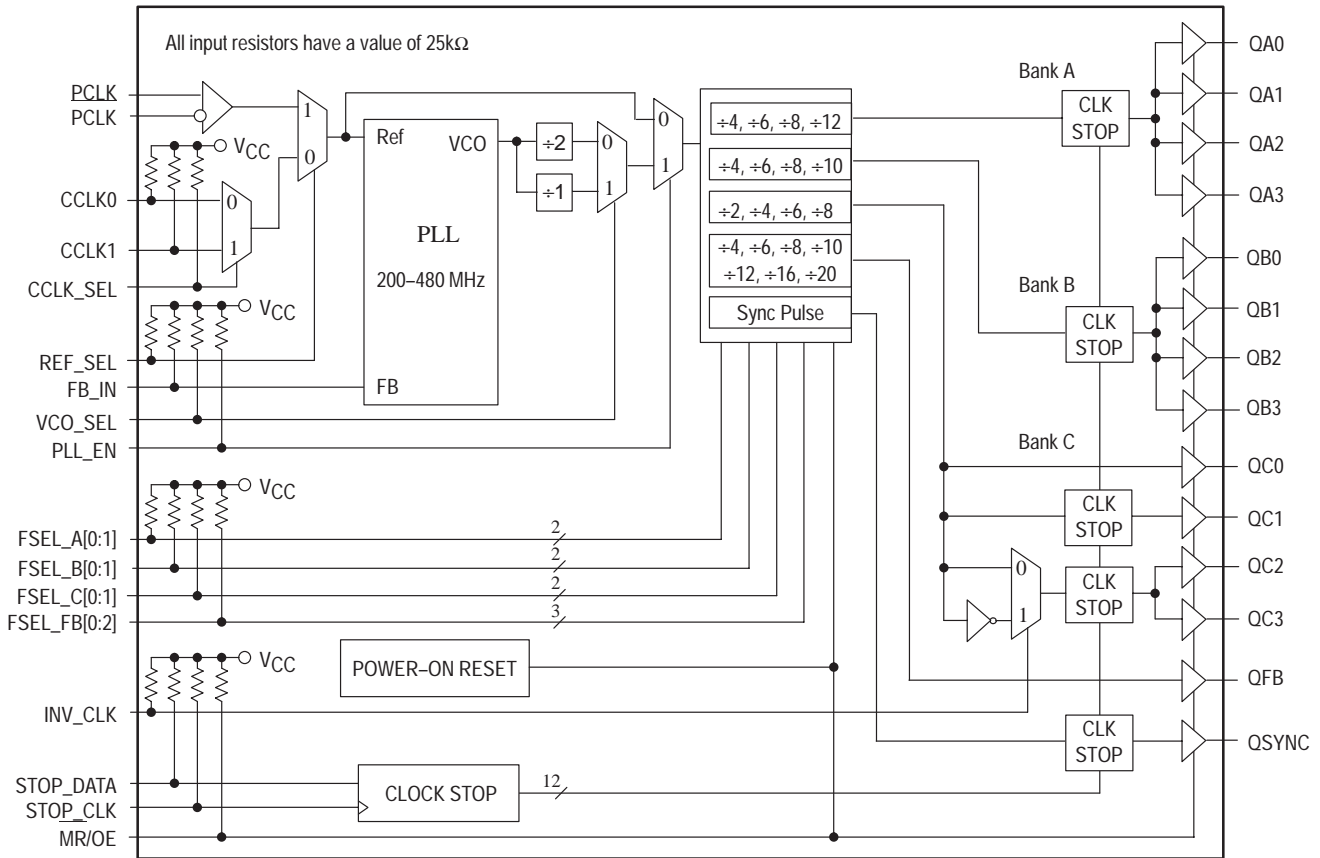 All input resistors have a value of 25kΩ
PCLK
PCLK
VCC
CCLK0
CCLK1
CCLK_SEL
VCC
REF_SEL
FB_IN
VCO_SEL
PLL_EN
VCC
FSEL_A[0:1]
FSEL_B[0:1]
FSEL_C[0:1]
FSEL_FB[0:2]
VCC
INV_CLK
STOP_DATA
STOP_CLK
MR/OE
1
0
0
1
Ref
VCO
PLL
200–480 MHz
FB
÷2
÷1
0
1
0
1
÷4, ÷6, ÷8, ÷12
÷4, ÷6, ÷8, ÷10
÷2, ÷4, ÷6, ÷8
÷4, ÷6, ÷8, ÷10
÷12, ÷16, ÷20
Sync Pulse
2
2
2
3
POWER–ON RESET
CLOCK STOP
12
Bank A
CLK
STOP
Bank B
CLK
STOP
Bank C
CLK
STOP
0
1
CLK
STOP
CLK
STOP
QA0
QA1
QA2
QA3
QB0
QB1
QB2
QB3
QC0
QC1
QC2
QC3
QFB
QSYNC